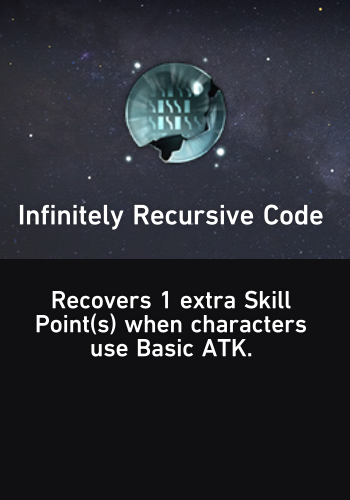 Infinitely Recursive Code
Recovers 1 extra Skill
Point(s) when characters
use Basic ATK.